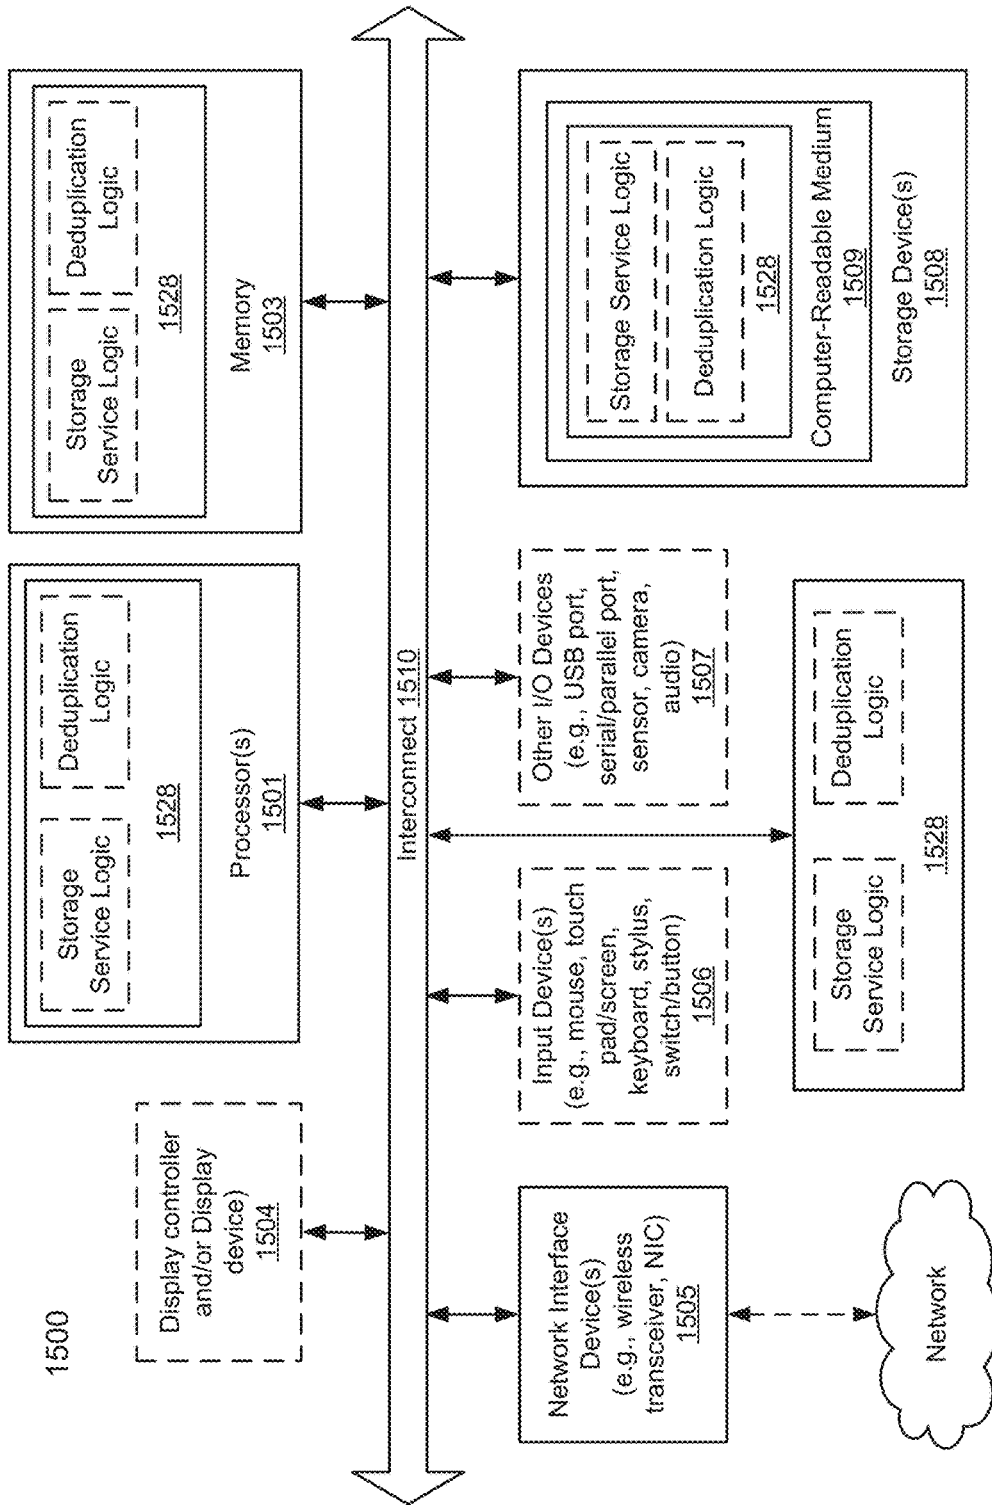 1500
Display controller
and/or Display
device)
1504
Storage
Service Logic
Deduplication
Logic
1528
Processor(s)
1501
Storage
Service Logic
Deduplication
Logic
1528
Memory
1503
Interconnect 1510
Network Interface
Device(s)
(e.g., wireless
transceiver, NIC)
1505
Input Device(s)
(e.g., mouse, touch
pad/screen,
keyboard, stylus,
switch/button)
1506
Other I/O Devices
(e.g., USB port,
serial/parallel port,
sensor, camera,
audio)
1507
Storage Service Logic
Deduplication Logic
1528
Computer-Readable Medium
1509
Storage Device(s)
1508
Network
Storage
Service Logic
Deduplication
Logic
1528